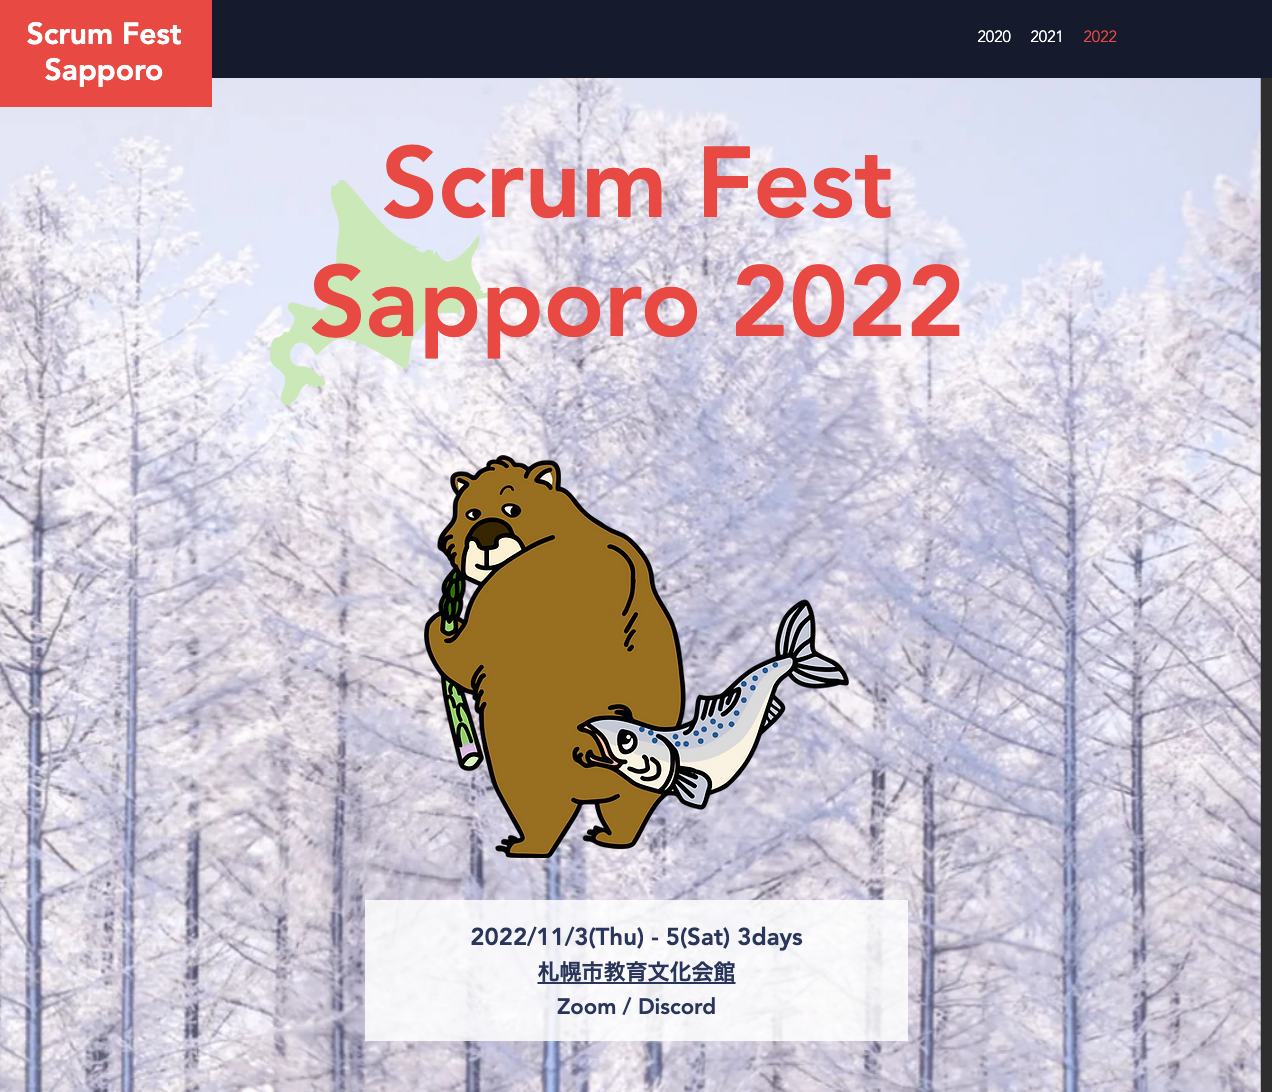 Scrum Fest
Sapporo
2020 2021 2022
Scrum Fest
Sapporo 2022
2022/11/3(Thu) - 5(Sat) 3days
札幌市教育文化会館
Zoom / Discord